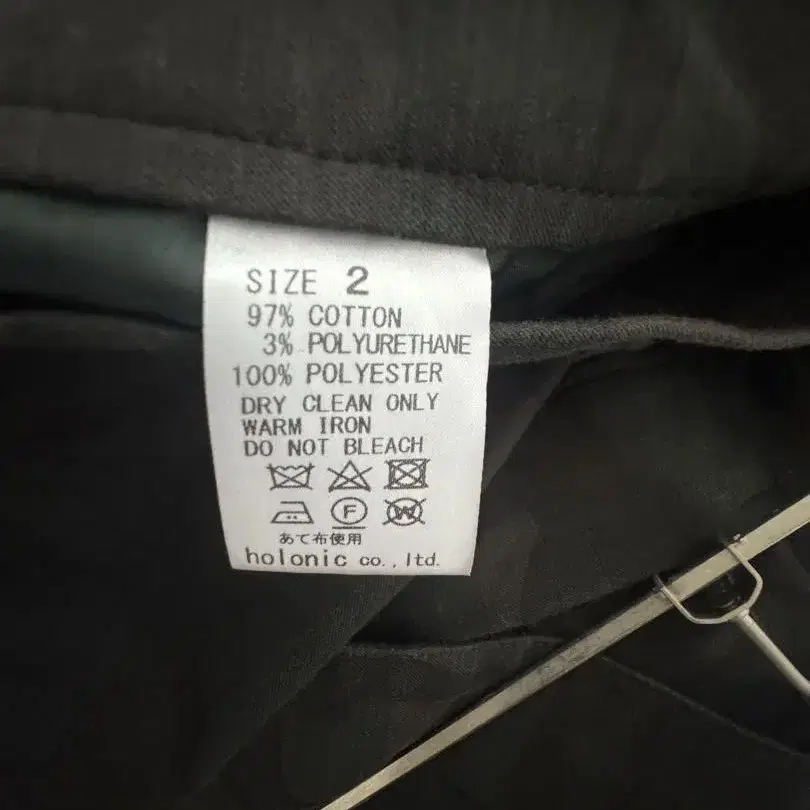 SIZE 2
97% COTTON
3% POLYURETHANE
100% POLYESTER
DRY CLEAN ONLY
WARM IRON
DO NOT BLEACH
F W
あて布使用
holonic co.,ltd.